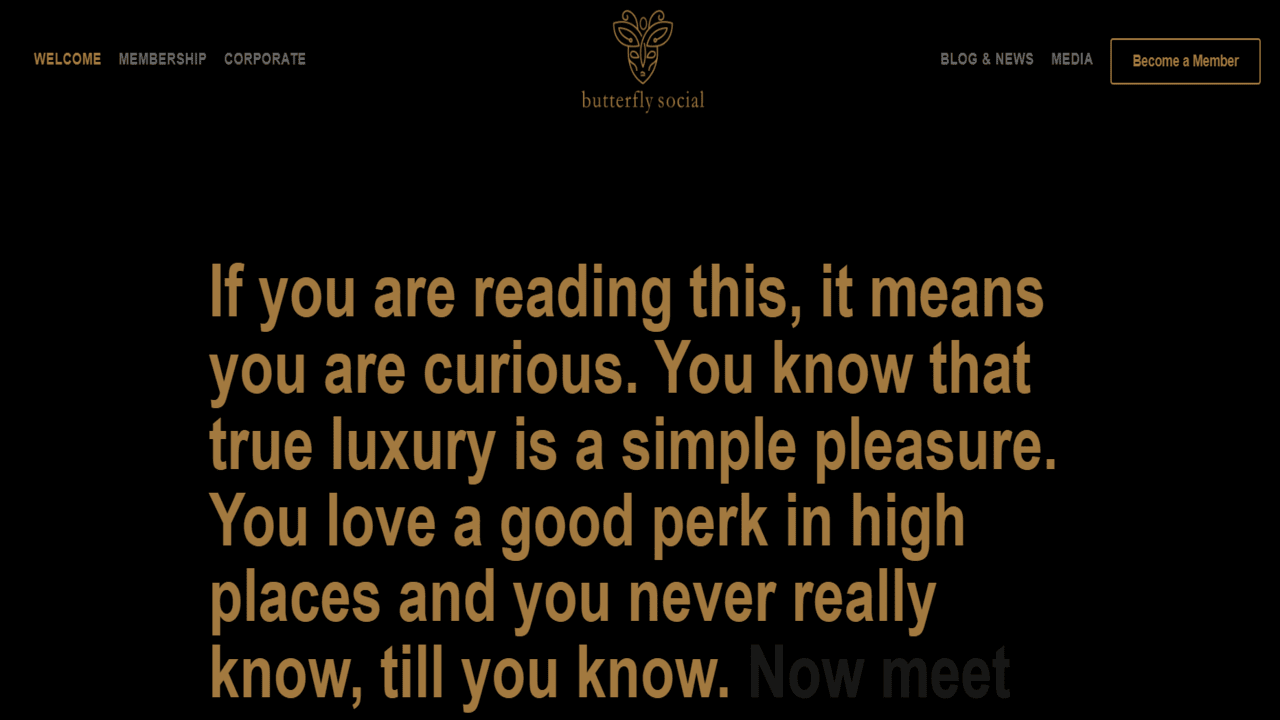 WELCOME MEMBERSHIP CORPORATE
butterfly social
BLOG & NEWS MEDIA Become a Member
If you are reading this, it means
you are curious. You know that
true luxury is a simple pleasure.
You love a good perk in high
places and you never really
know, till you know. Now meet